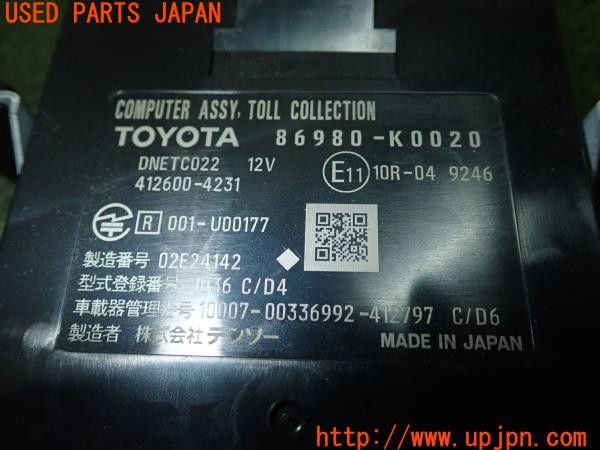 USED PARTS JAPAN
COMPUTER ASSY, TOLL COLLECTION
TOYOTA 86980-K0020
DNETC022 12V
412600-4231
E11 10R-04 9246
R 001-U00177
製造番号 02E24142
型式登録番号 1036 C/D4
車載器管理番号 10007-00336992-412797 C/D6
製造者 株式会社 デンソー
MADE IN JAPAN
http://www.upjpn.com/